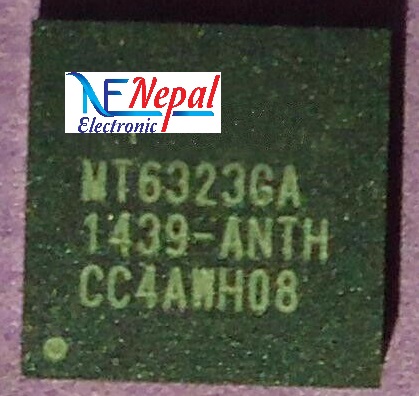 Nepal
Electronic
MT6323GA
1439-ANTH
CC4AWH08